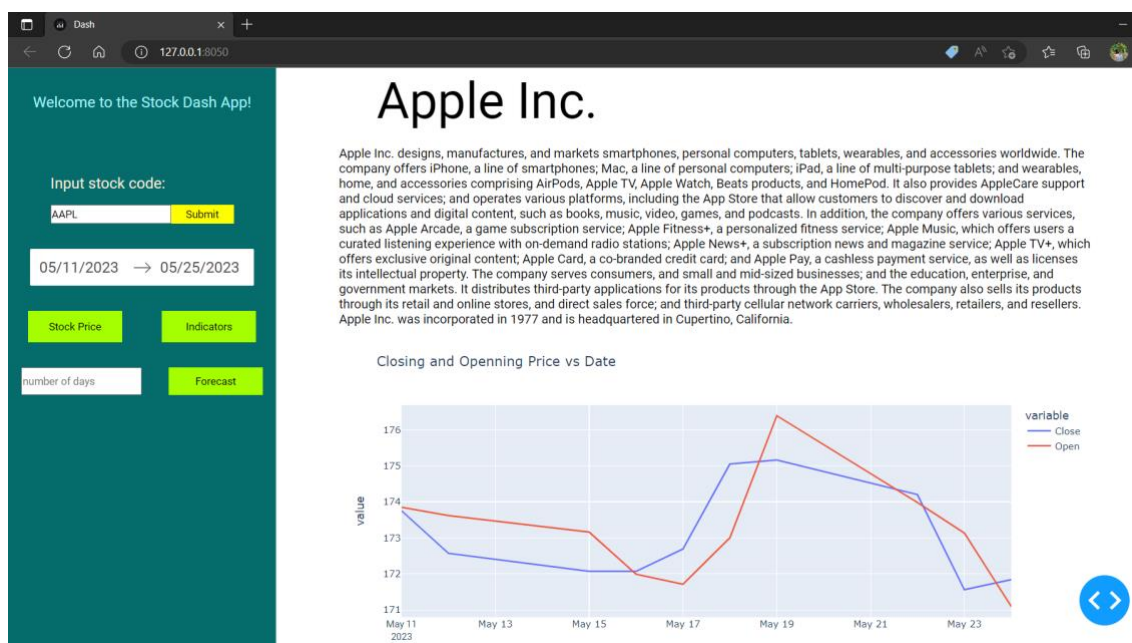 Dash
127.0.0.1:8050
Welcome to the Stock Dash App!
Input stock code:
AAPL
Submit
05/11/2023 → 05/25/2023
Stock Price
Indicators
number of days
Forecast
Apple Inc.
Apple Inc. designs, manufactures, and markets smartphones, personal computers, tablets, wearables, and accessories worldwide. The
company offers iPhone, a line of smartphones; Mac, a line of personal computers; iPad, a line of multi-purpose tablets; and wearables,
home, and accessories comprising AirPods, Apple TV, Apple Watch, Beats products, and HomePod. It also provides AppleCare support
and cloud services; and operates various platforms, including the App Store that allow customers to discover and download
applications and digital content, such as books, music, video, games, and podcasts. In addition, the company offers various services,
such as Apple Arcade, a game subscription service; Apple Fitness+, a personalized fitness service; Apple Music, which offers users a
curated listening experience with on-demand radio stations; Apple News+, a subscription news and magazine service; Apple TV+, which
offers exclusive original content; Apple Card, a co-branded credit card; and Apple Pay, a cashless payment service, as well as licenses
its intellectual property. The company serves consumers, and small and mid-sized businesses; and the education, enterprise, and
government markets. It distributes third-party applications for its products through the App Store. The company also sells its products
through its retail and online stores, and direct sales force; and third-party cellular network carriers, wholesalers, retailers, and resellers.
Apple Inc. was incorporated in 1977 and is headquartered in Cupertino, California.
Closing and Openning Price vs Date
variable
Close
Open
value
176
175
174
173
172
171
May 11 May 13 May 15 May 17 May 19 May 21 May 23
2023